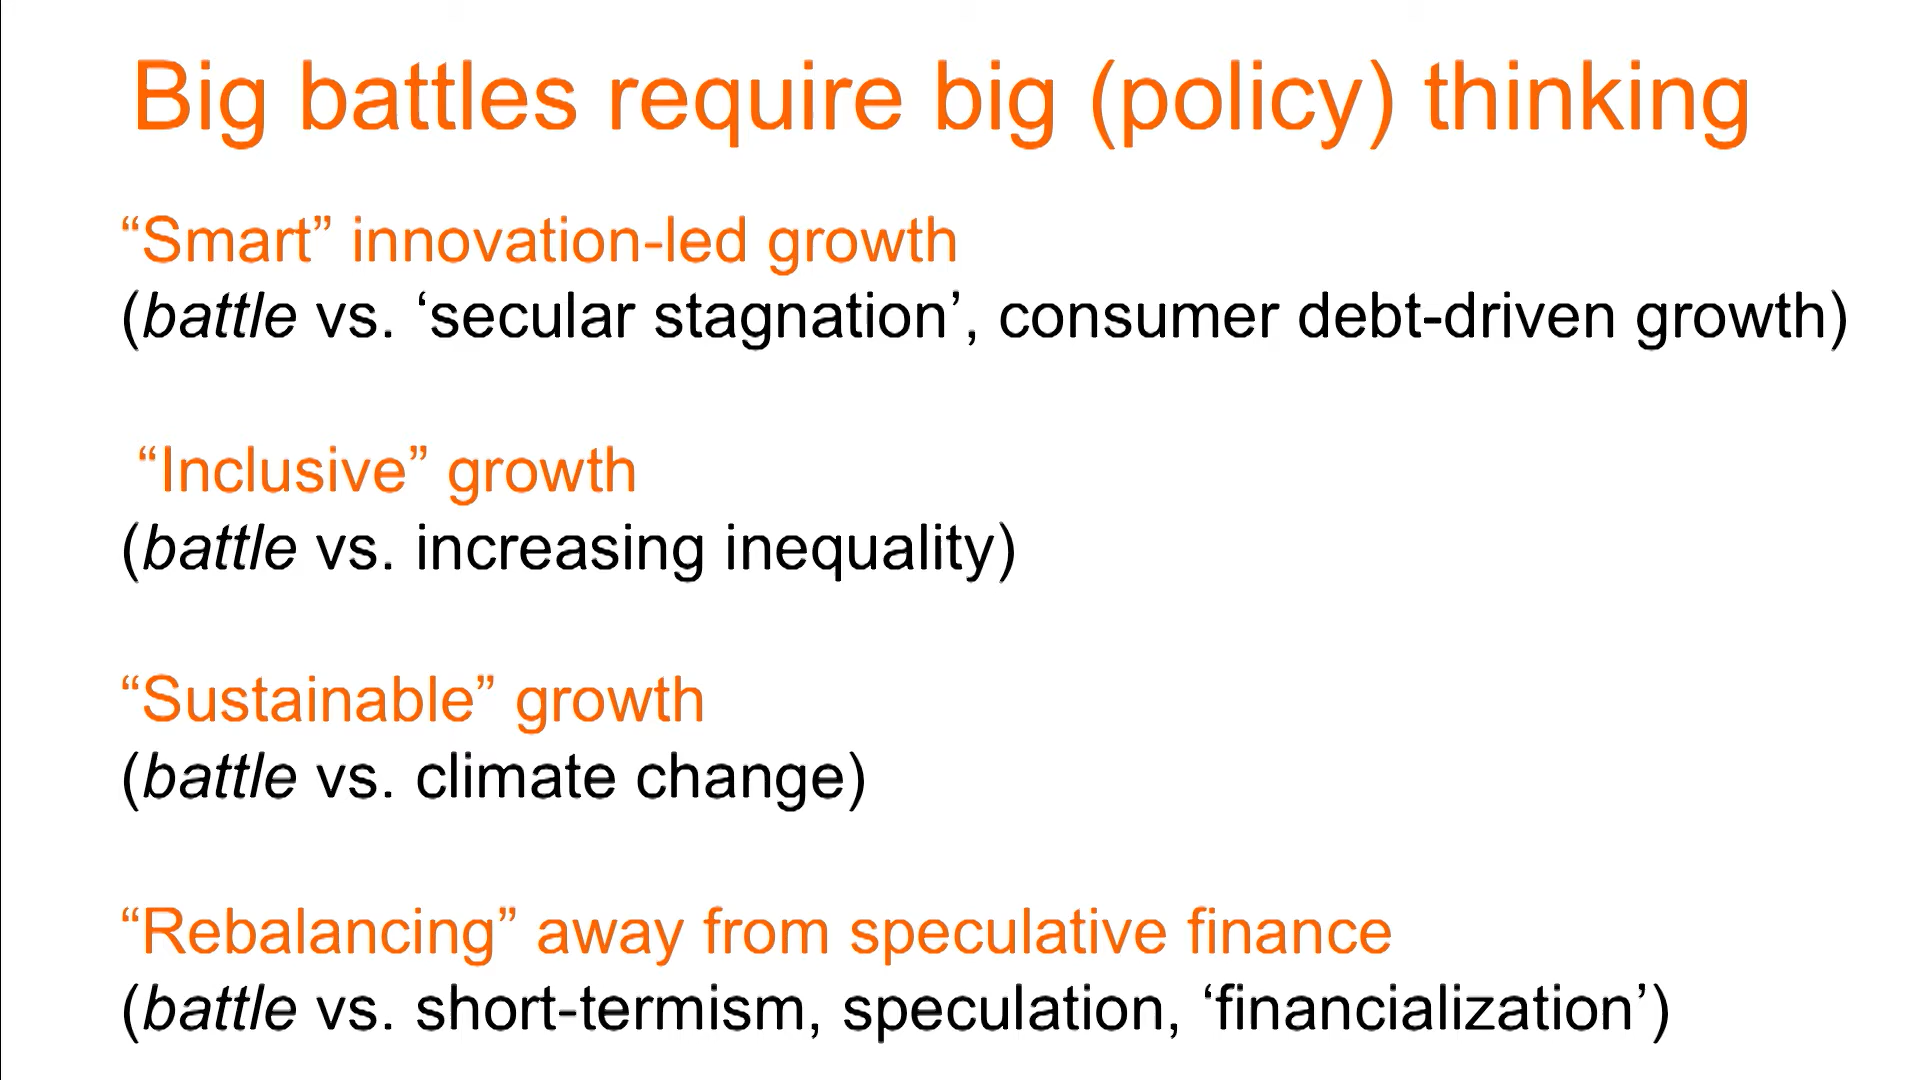 Big battles require big (policy) thinking
“Smart” innovation-led growth
(battle vs. ‘secular stagnation’, consumer debt-driven growth)
“Inclusive” growth
(battle vs. increasing inequality)
“Sustainable” growth
(battle vs. climate change)
“Rebalancing” away from speculative finance
(battle vs. short-termism, speculation, ‘financialization’)